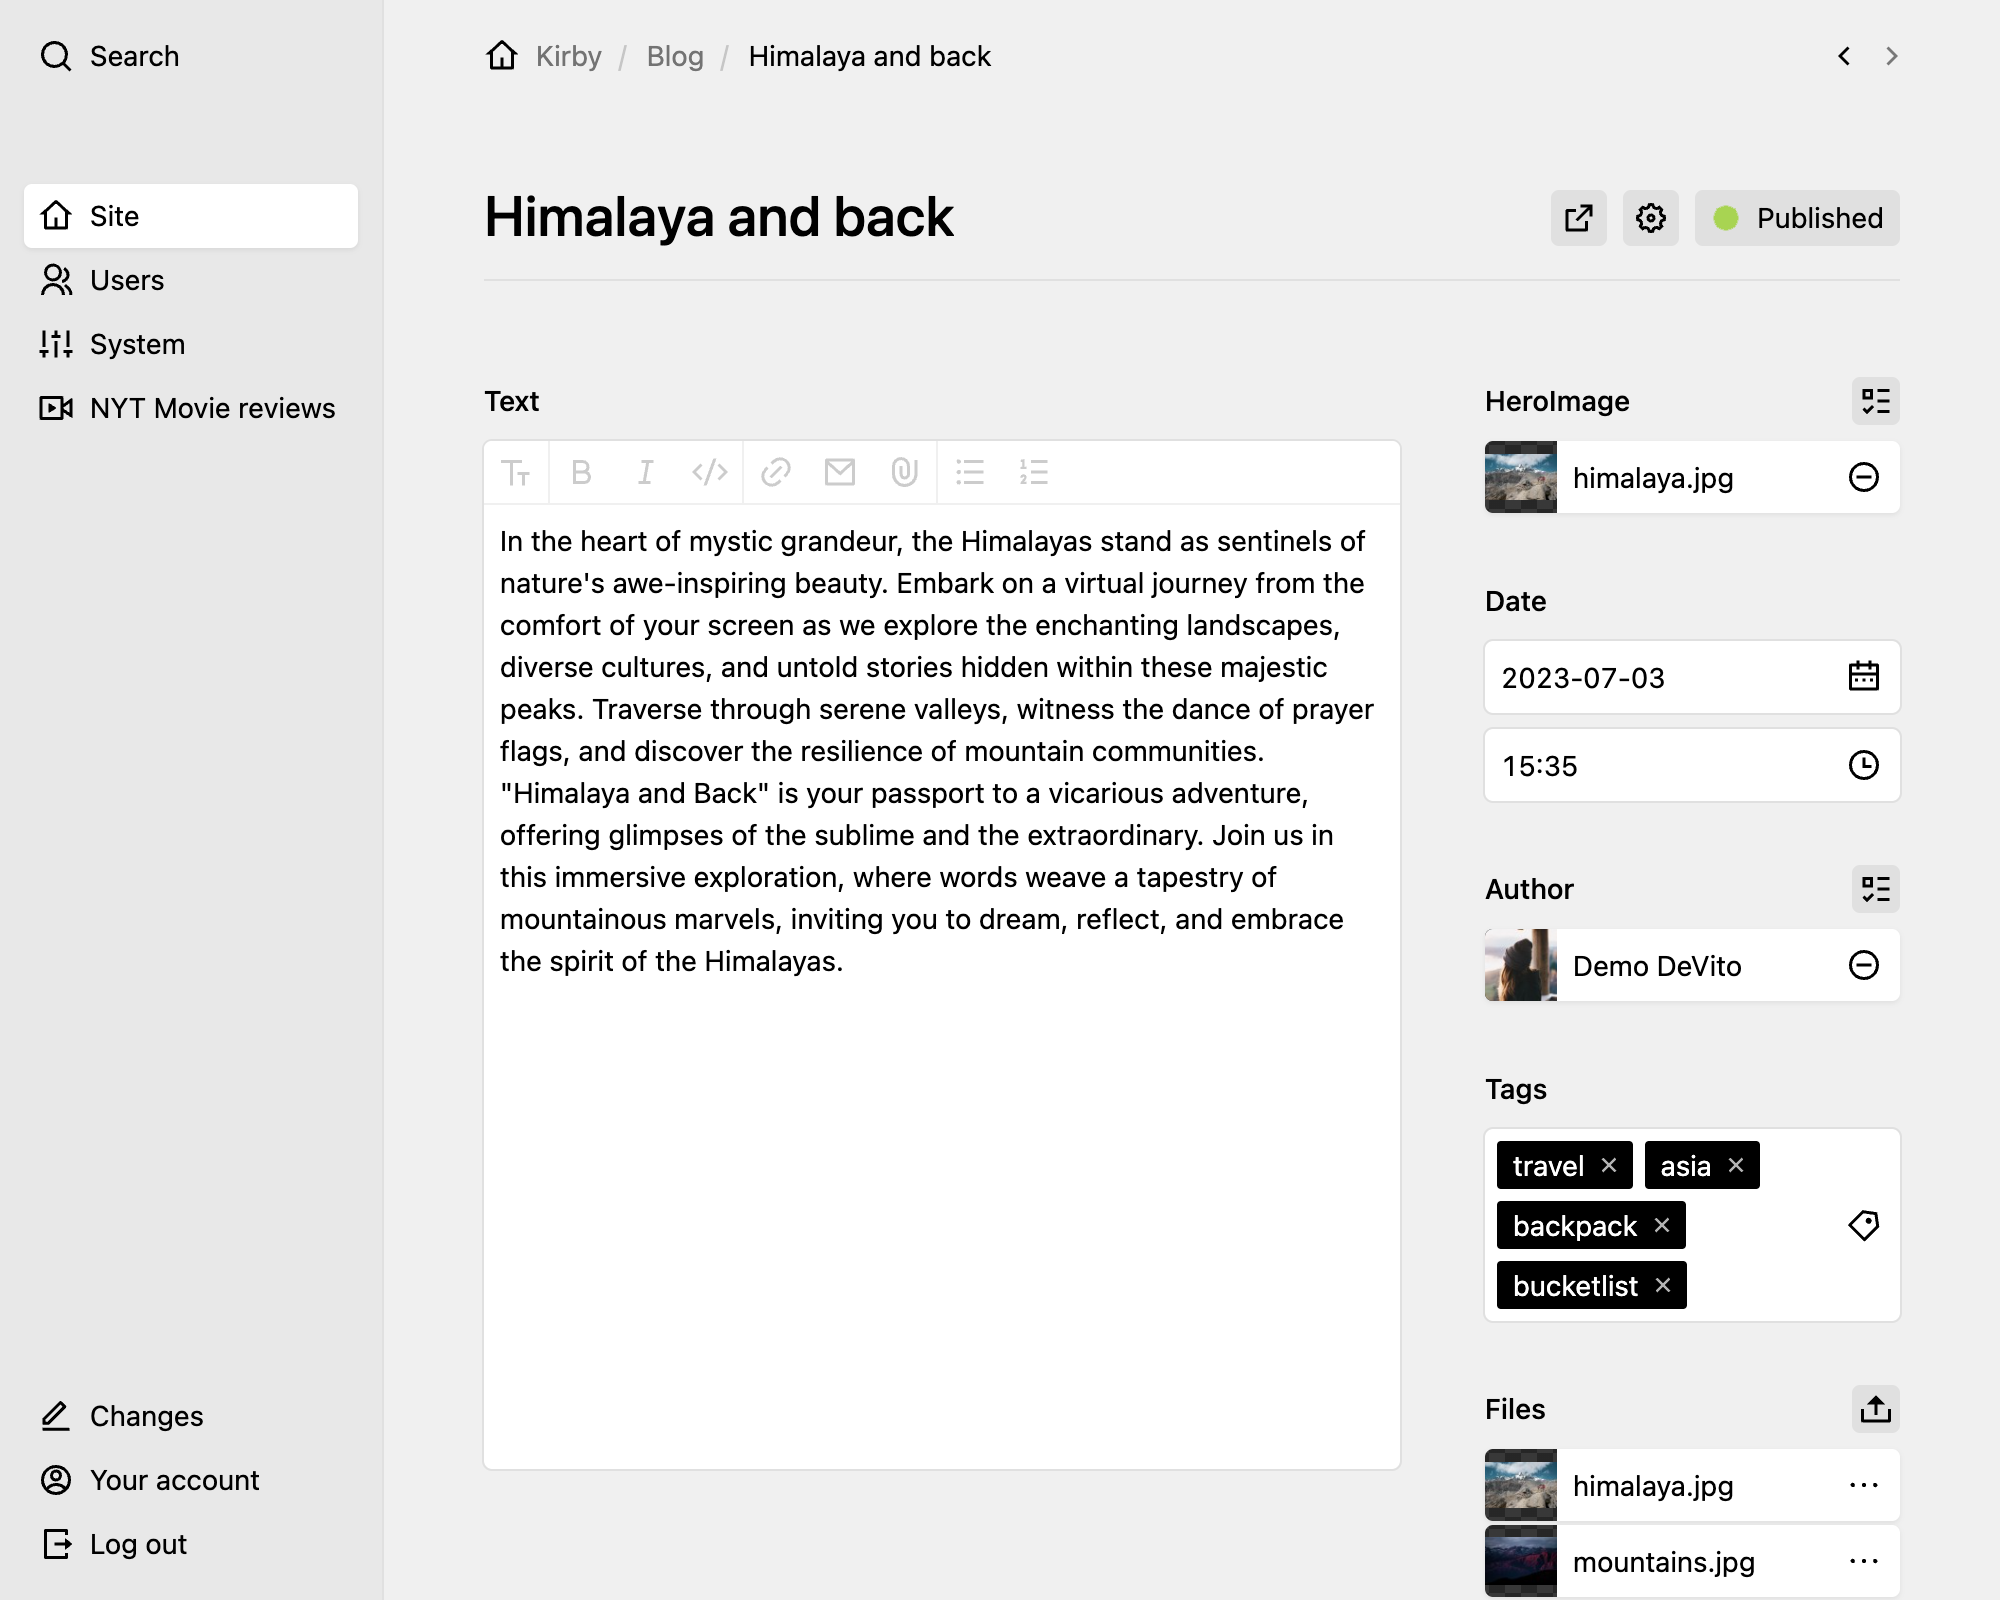 Search
Site
Users
System
NYT Movie reviews
Changes
Your account
Log out
Kirby / Blog / Himalaya and back
Himalaya and back
Published
Text
In the heart of mystic grandeur, the Himalayas stand as sentinels of
nature's awe-inspiring beauty. Embark on a virtual journey from the
comfort of your screen as we explore the enchanting landscapes,
diverse cultures, and untold stories hidden within these majestic
peaks. Traverse through serene valleys, witness the dance of prayer
flags, and discover the resilience of mountain communities.
"Himalaya and Back" is your passport to a vicarious adventure,
offering glimpses of the sublime and the extraordinary. Join us in
this immersive exploration, where words weave a tapestry of
mountainous marvels, inviting you to dream, reflect, and embrace
the spirit of the Himalayas.
HeroImage
himalaya.jpg
Date
2023-07-03
15:35
Author
Demo DeVito
Tags
travel × asia ×
backpack ×
bucketlist ×
Files
himalaya.jpg
mountains.jpg